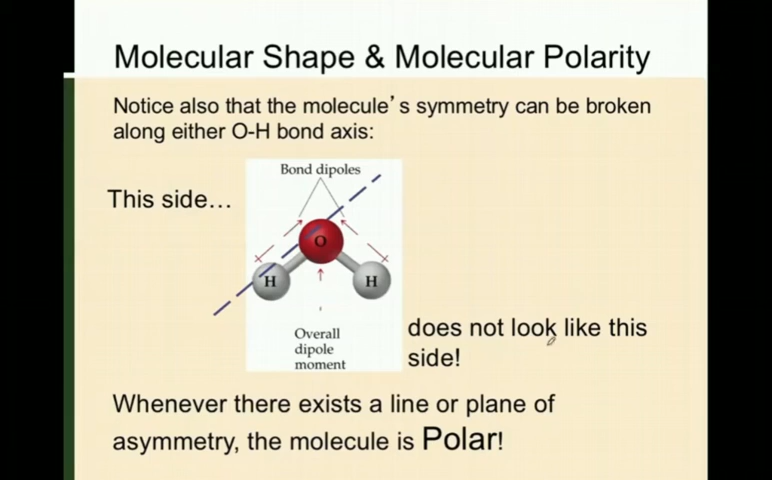 Molecular Shape & Molecular Polarity
Notice also that the molecule's symmetry can be broken
along either O-H bond axis:
Bond dipoles
This side…
O
H
H
Overall
dipole
moment
does not look like this
side!
Whenever there exists a line or plane of
asymmetry, the molecule is Polar!